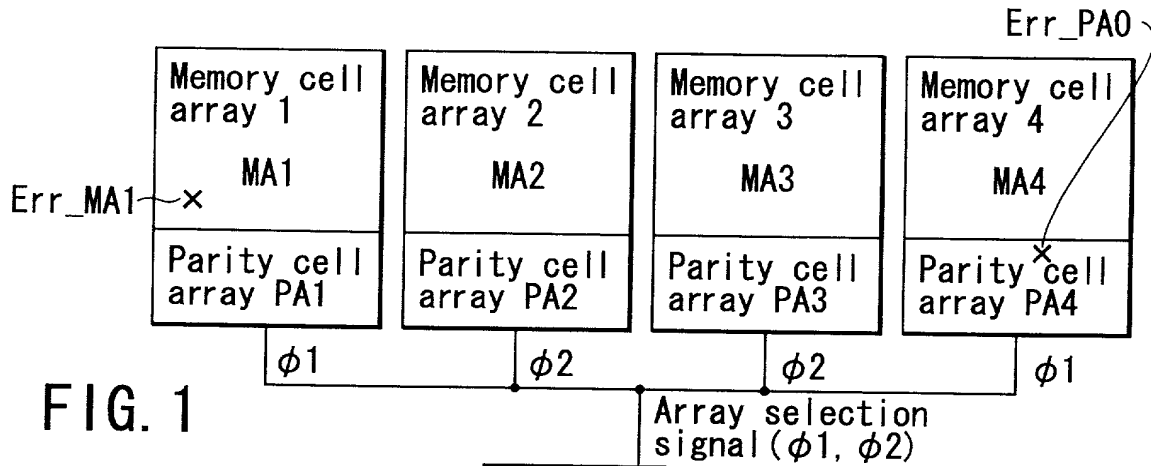 Err_PA0
Memory cell array 1
MA1
Parity cell array PA1
Memory cell array 2
MA2
Parity cell array PA2
Memory cell array 3
MA3
Parity cell array PA3
Memory cell array 4
MA4
Parity cell array PA4
Err_MA1
φ1
φ2
φ2
φ1
FIG. 1
Array selection
signal(φ1, φ2)